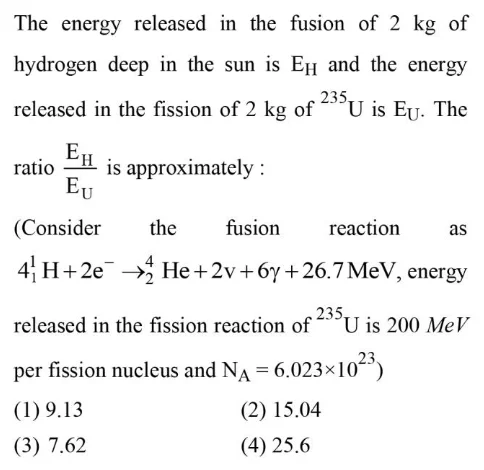 The energy released in the fusion of 2 kg of
hydrogen deep in the sun is E_H and the energy
released in the fission of 2 kg of ²³⁵U is E_U. The
ratio E_H/E_U is approximately :
(Consider the fusion reaction as
4¹₁H+2e⁻ →⁴₂ He+2v+6γ+26.7 MeV, energy
released in the fission reaction of ²³⁵U is 200 MeV
per fission nucleus and N_A = 6.023×10²³)
(1) 9.13 (2) 15.04
(3) 7.62 (4) 25.6